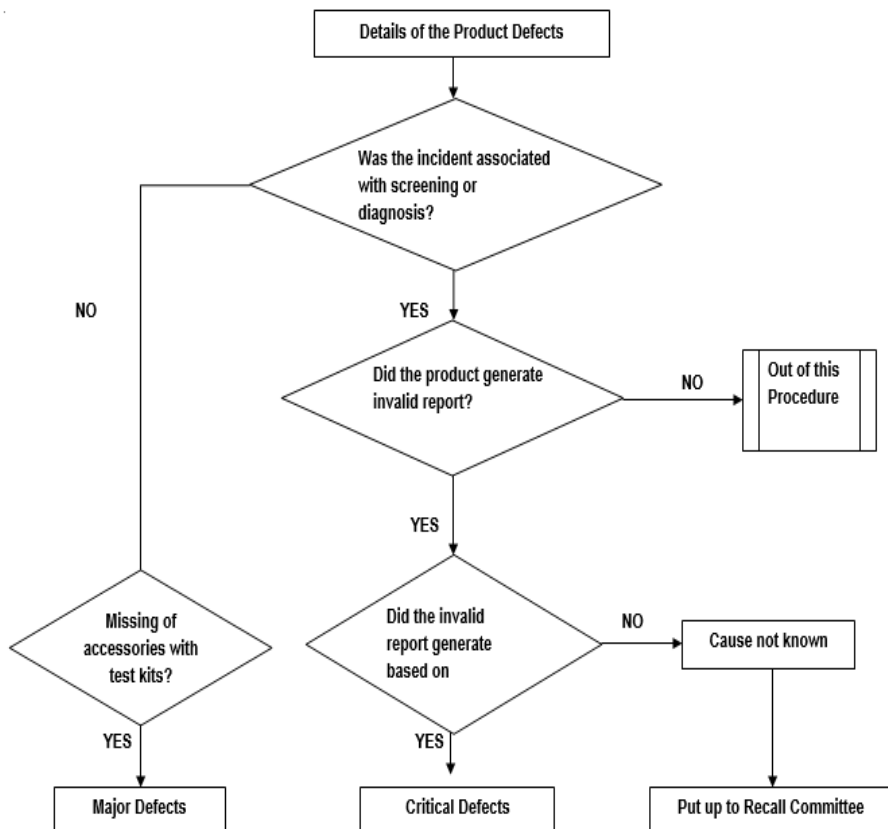 Details of the Product Defects
Was the incident associated
with screening or
diagnosis?
NO
YES
Did the product generate
invalid report?
NO
Out of this
Procedure
YES
Missing of
accessories with
test kits?
Did the invalid
report generate
based on
NO
Cause not known
YES
YES
Major Defects
Critical Defects
Put up to Recall Committee